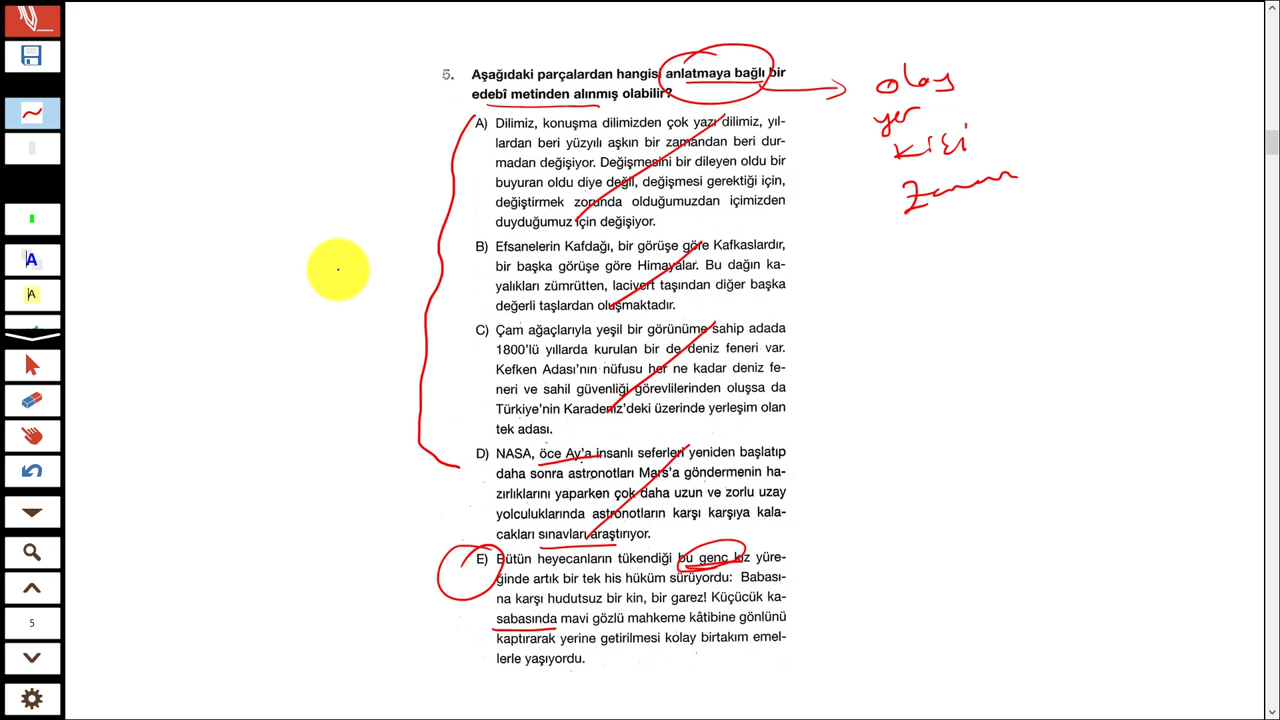 5. Aşağıdaki parçalardan hangisi anlatmaya bağlı bir
edebî metinden alınmış olabilir?
A) Dilimiz, konuşma dilimizden çok yazı dilimiz, yıl-
lardan beri yüzyılı aşkın bir zamandan beri dur-
madan değişiyor. Değişmesini bir dileyen oldu bir
buyuran oldu diye değil, değişmesi gerektiği için,
değiştirmek zorunda olduğumuzdan içimizden
duyduğumuz için değişiyor.
B) Efsanelerin Kafdağı, bir görüşe göre Kafkaslardır,
bir başka görüşe göre Himayalar. Bu dağın ka-
yalıkları zümrütten, lacivert taşından diğer başka
değerli taşlardan oluşmaktadır.
C) Çam ağaçlarıyla yeşil bir görünüme sahip adada
1800'lü yıllarda kurulan bir de deniz feneri var.
Kefken Adası'nın nüfusu her ne kadar deniz fe-
neri ve sahil güvenliği görevlilerinden oluşsa da
Türkiye'nin Karadeniz'deki üzerinde yerleşim olan
tek adası.
D) NASA, öce Ay'a insanlı seferleri yeniden başlatıp
daha sonra astronotları Mars'a göndermenin ha-
zırlıklarını yaparken çok daha uzun ve zorlu uzay
yolculuklarında astronotların karşı karşıya kala-
cakları sınavları araştırıyor.
E) Bütün heyecanların tükendiği bu genç kız yüre-
ğinde artık bir tek his hüküm sürüyordu: Babası-
na karşı hudutsuz bir kin, bir garez! Küçücük ka-
sabasında mavi gözlü mahkeme kâtibine gönlünü
kaptırarak yerine getirilmesi kolay birtakım emel-
lerle yaşıyordu.
olay
yer
kişi
zaman
A
A
5